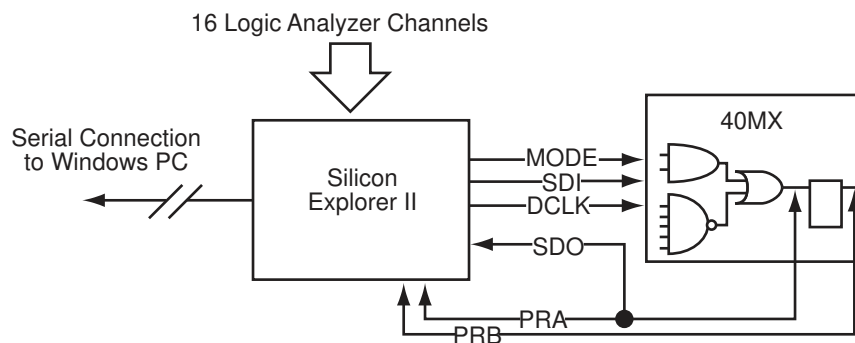 16 Logic Analyzer Channels
Serial Connection
to Windows PC
Silicon
Explorer II
MODE
SDI
DCLK
SDO
PRA
PRB
40MX